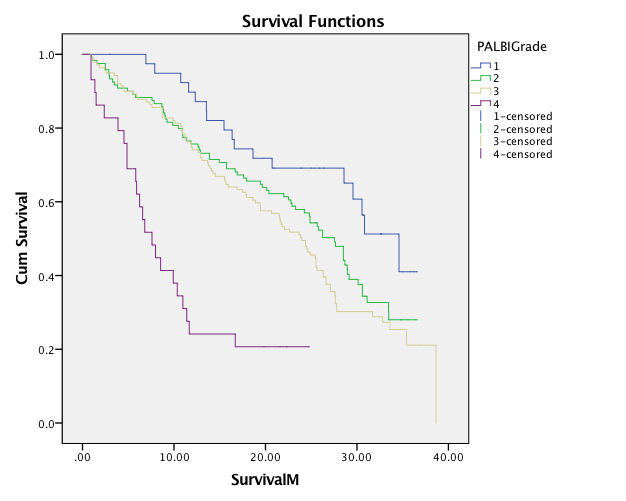 Survival Functions
PALBIGrade
1
2
3
4
1-censored
2-censored
3-censored
4-censored
Cum Survival
1.0
0.8
0.6
0.4
0.2
0.0
.00 10.00 20.00 30.00 40.00
SurvivalM